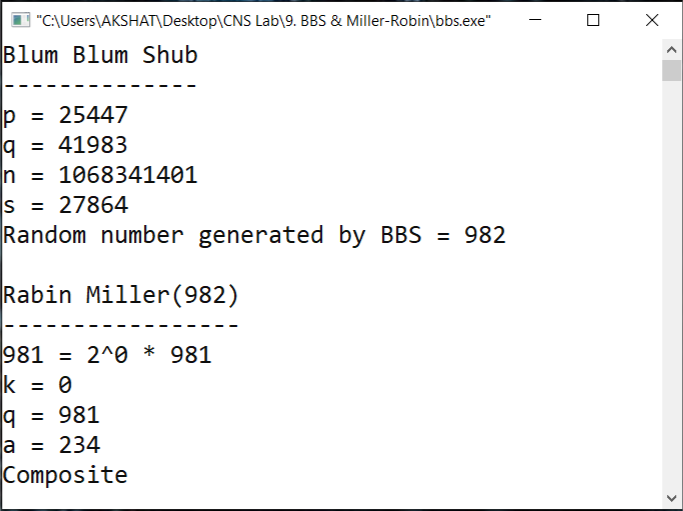 "C:\Users\AKSHAT\Desktop\CNS Lab\9. BBS & Miller-Robin\bbs.exe"
Blum Blum Shub
--------------
p = 25447
q = 41983
n = 1068341401
s = 27864
Random number generated by BBS = 982
Rabin Miller(982)
-----------------
981 = 2^0 * 981
k = 0
q = 981
a = 234
Composite